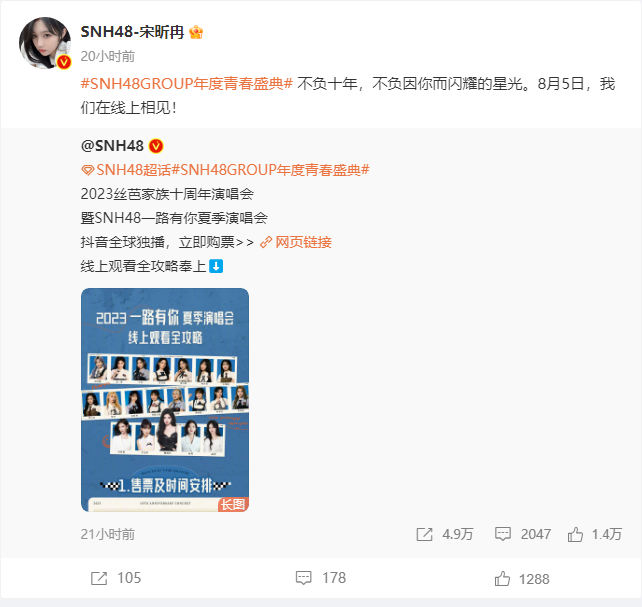 SNH48-宋昕冉
20小时前
#SNH48GROUP年度青春盛典# 不负十年，不负因你而闪耀的星光。8月5日，我
们在线上相见！
@SNH48
SNH48超话#SNH48GROUP年度青春盛典#
2023丝芭家族十周年演唱会
暨SNH48一路有你夏季演唱会
抖音全球独播，立即购票>> 网页链接
线上观看全攻略奉上
2023 一路有你 夏季演唱会
线上观看全攻略
1.售票及时间安排
长图
21小时前
4.9万 2047 1.4万
105 178 1288